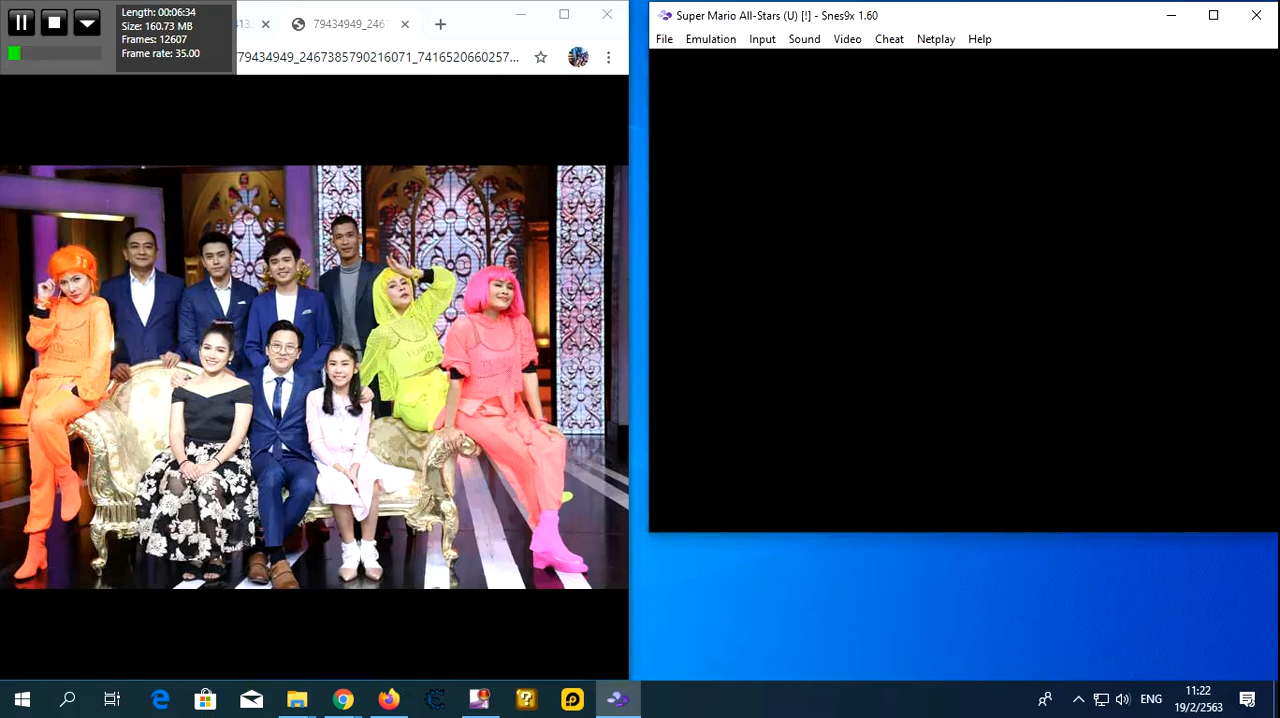 Length: 00:06:34
Size: 160.73 MB
Frames: 12607
Frame rate: 35.00
79434949_2467
79434949_2467385790216071_7416520660257...
Super Mario All-Stars (U) [!] - Snes9x 1.60
File Emulation Input Sound Video Cheat Netplay Help
ENG
11:22
19/2/2563